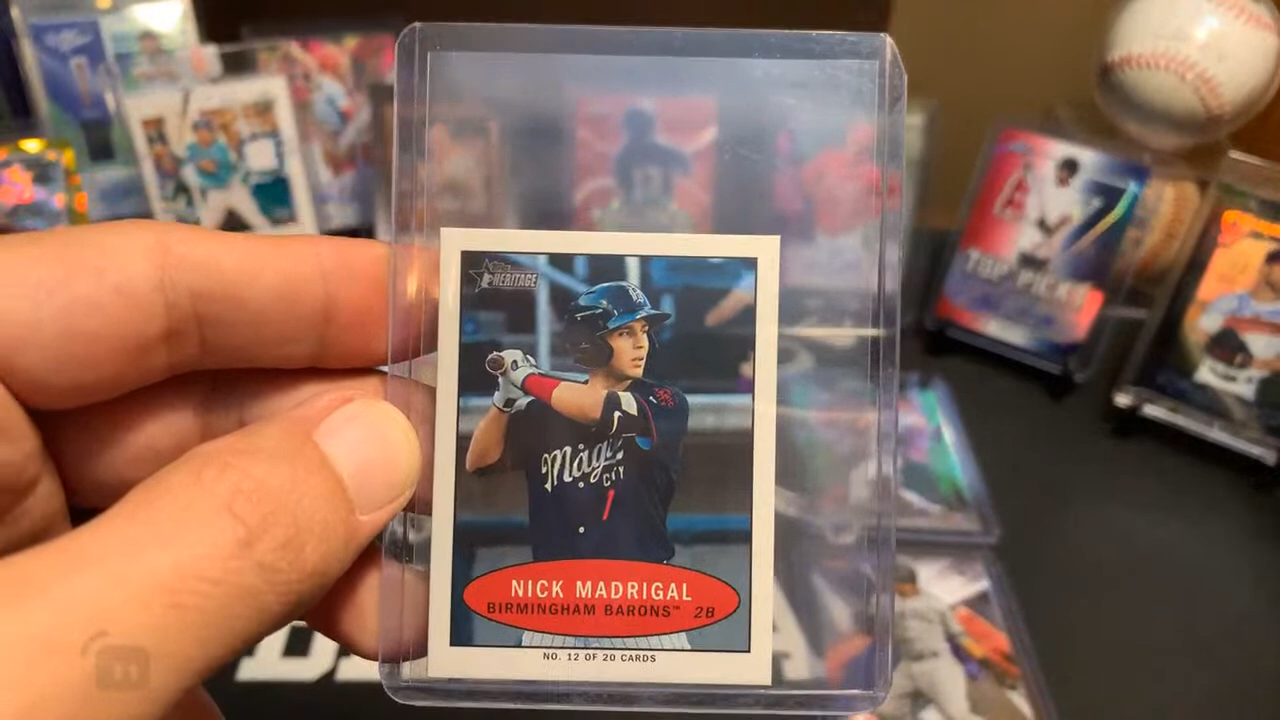 Topps
HERITAGE
Magic
CITY
1
NICK MADRIGAL
BIRMINGHAM BARONS™ 2B
NO. 12 OF 20 CARDS
TOP PICKS